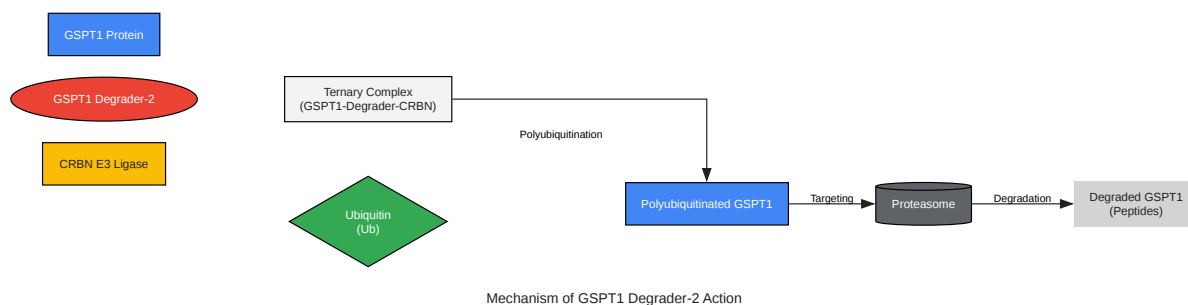 GSPT1 Protein
GSPT1 Degrader-2
CRBN E3 Ligase
Ternary Complex
(GSPT1-Degrader-CRBN)
Polyubiquitination
Ubiquitin
(Ub)
Polyubiquitinated GSPT1
Targeting
Proteasome
Degradation
Degraded GSPT1
(Peptides)
Mechanism of GSPT1 Degrader-2 Action